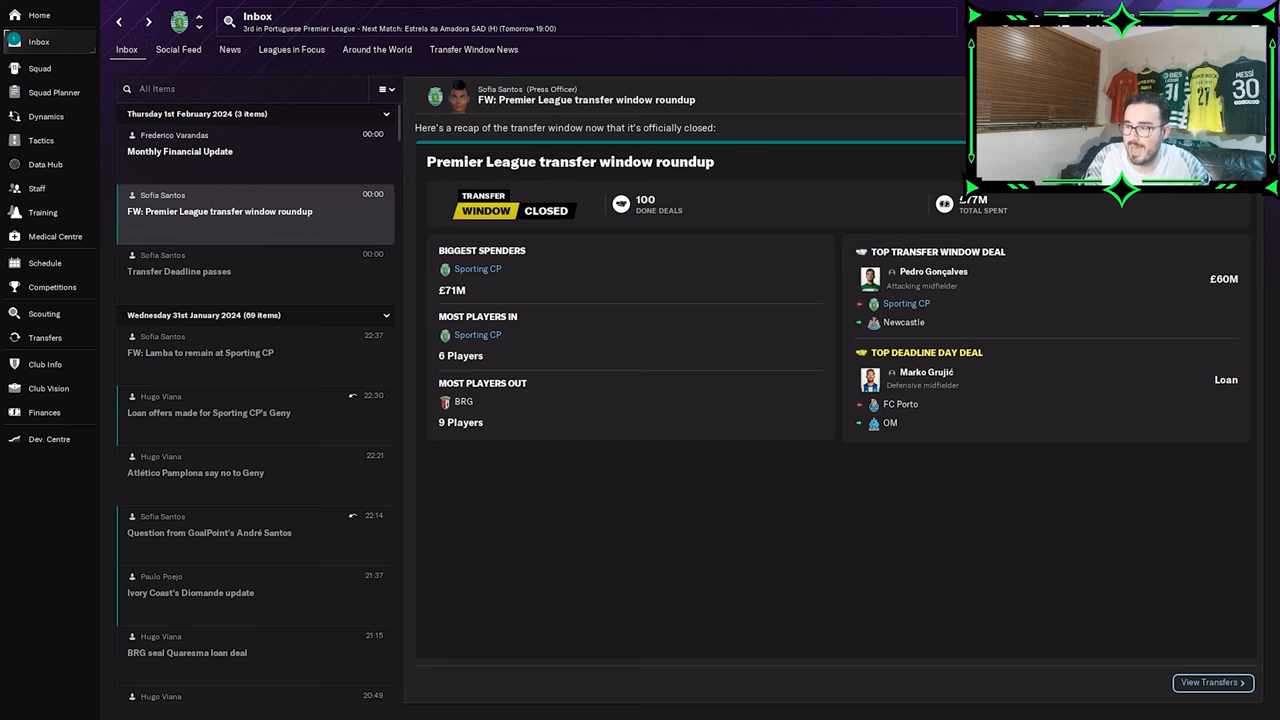 Home
Inbox
Squad
Squad Planner
Dynamics
Tactics
Data Hub
Staff
Training
Medical Centre
Schedule
Competitions
Scouting
Transfers
Club Info
Club Vision
Finances
Dev. Centre
Inbox
3rd in Portuguese Premier League - Next Match: Estrela da Amadora SAD (H) (Tomorrow 19:00)
Inbox Social Feed News Leagues in Focus Around the World Transfer Window News
All Items
Thursday 1st February 2024 (3 items)
Frederico Varandas 00:00
Monthly Financial Update
Sofia Santos 00:00
FW: Premier League transfer window roundup
Sofia Santos 00:00
Transfer Deadline passes
Wednesday 31st January 2024 (69 items)
Sofia Santos 22:37
FW: Lamba to remain at Sporting CP
Hugo Viana 22:30
Loan offers made for Sporting CP's Geny
Hugo Viana 22:21
Atlético Pamplona say no to Geny
Sofia Santos 22:14
Question from GoalPoint's André Santos
Paulo Poejo 21:37
Ivory Coast's Diomande update
Hugo Viana 21:15
BRG seal Quaresma loan deal
Hugo Viana 20:49
Sofia Santos (Press Officer)
FW: Premier League transfer window roundup
Here's a recap of the transfer window now that it's officially closed:
Premier League transfer window roundup
TRANSFER
WINDOW CLOSED
100
DONE DEALS
£77M
TOTAL SPENT
BIGGEST SPENDERS
Sporting CP
£71M
MOST PLAYERS IN
Sporting CP
6 Players
MOST PLAYERS OUT
BRG
9 Players
TOP TRANSFER WINDOW DEAL
Pedro Gonçalves
Attacking midfielder
£60M
Sporting CP
Newcastle
TOP DEADLINE DAY DEAL
Marko Grujić
Defensive midfielder
Loan
FC Porto
OM
View Transfers
31
27
MESSI
30